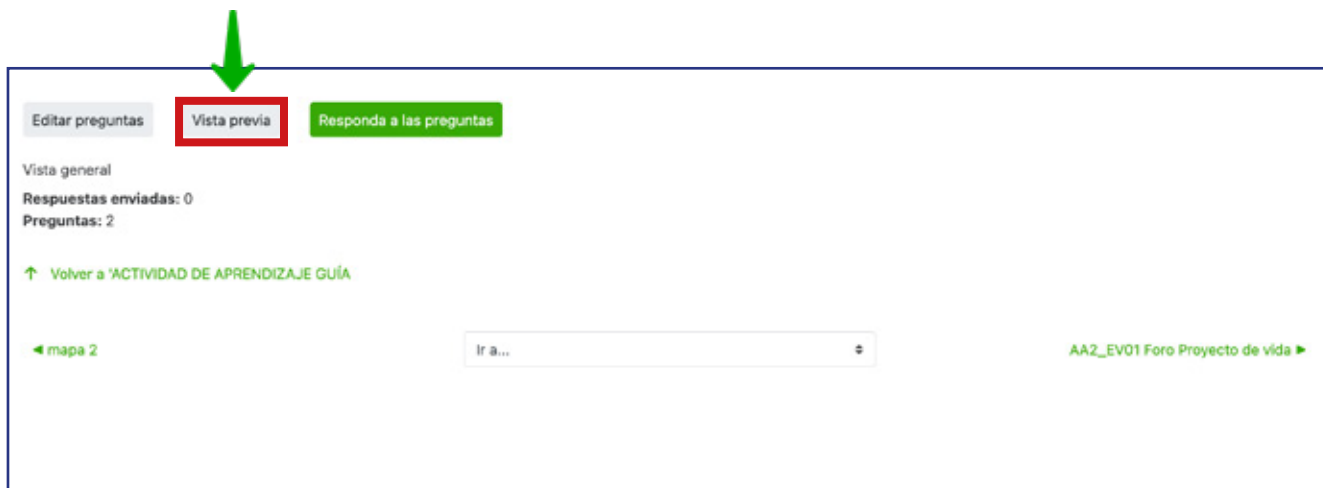 Editar preguntas Vista previa Responda a las preguntas
Vista general
Respuestas enviadas: 0
Preguntas: 2
Volver a 'ACTIVIDAD DE APRENDIZAJE GUÍA
◄ mapa 2 Ir a... AA2_EV01 Foro Proyecto de vida ►